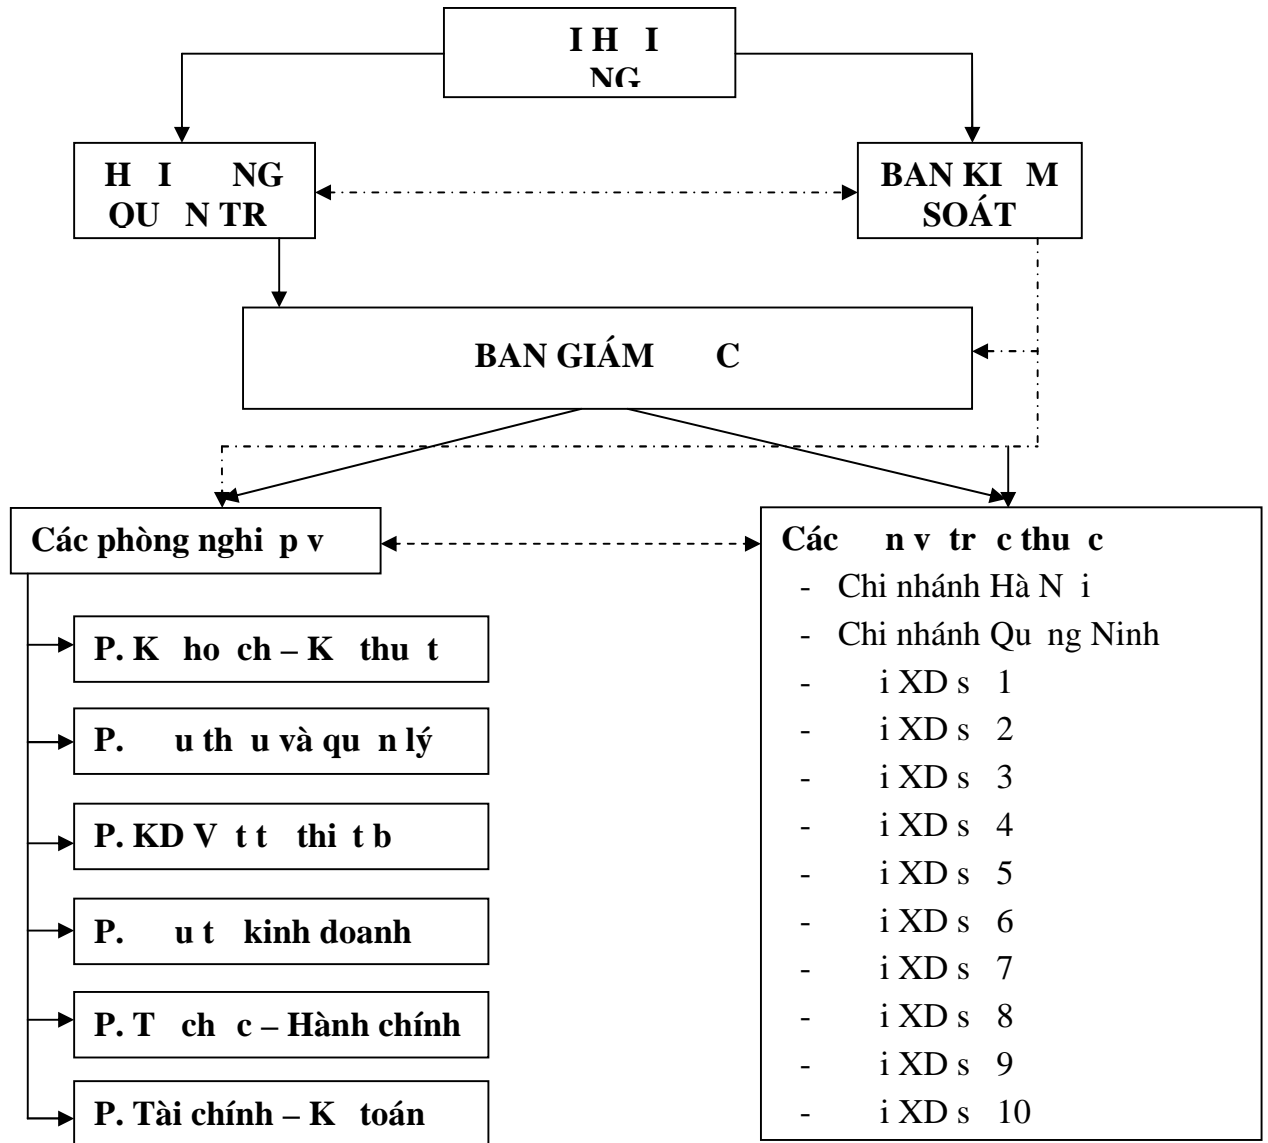 I H I
NG
H I NG
QU N TR
BAN KI M
SOÁT
BAN GIÁM C
Các phòng nghi p v
P. K ho ch – K thu t
P. u th u và qu n lý
P. KD V t t thi t b
P. u t kinh doanh
P. T ch c – Hành chính
P. Tài chính – K toán
Các n v tr c thu c
- Chi nhánh Hà N i
- Chi nhánh Qu ng Ninh
- i XD s 1
- i XD s 2
- i XD s 3
- i XD s 4
- i XD s 5
- i XD s 6
- i XD s 7
- i XD s 8
- i XD s 9
- i XD s 10